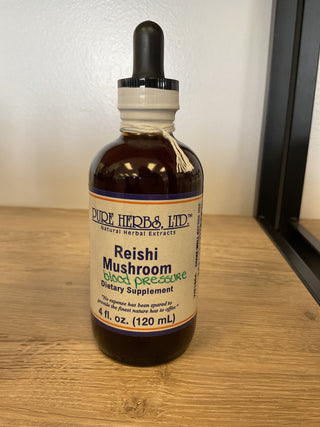 PURE HERBS, LTD.™
Natural Herbal Extracts
Reishi
Mushroom
blood pressure
Dietary Supplement
"No expense has been spared to
provide the finest nature has to offer."
4 fl. oz. (120 mL)